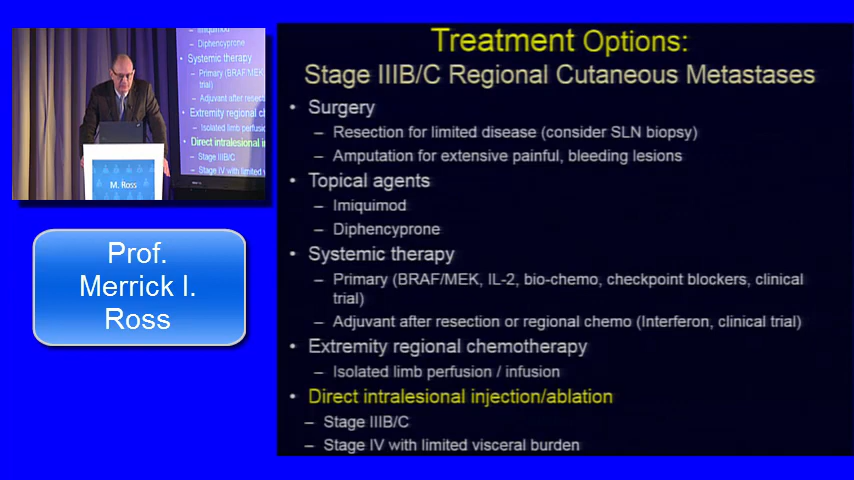 Imiquimod
Diphencyprone
Systemic therapy
Primary (BRAF/MEK
trial)
Adjuvant after resect
Extremity regional c
Isolated limb perfusio
Direct intralesional in
Stage IIIB/C
Stage IV with limited v
M. Ross
Prof.
Merrick I.
Ross
Treatment Options:
Stage IIIB/C Regional Cutaneous Metastases
• Surgery
– Resection for limited disease (consider SLN biopsy)
– Amputation for extensive painful, bleeding lesions
• Topical agents
– Imiquimod
– Diphencyprone
• Systemic therapy
– Primary (BRAF/MEK, IL-2, bio-chemo, checkpoint blockers, clinical
trial)
– Adjuvant after resection or regional chemo (Interferon, clinical trial)
• Extremity regional chemotherapy
– Isolated limb perfusion / infusion
• Direct intralesional injection/ablation
– Stage IIIB/C
– Stage IV with limited visceral burden